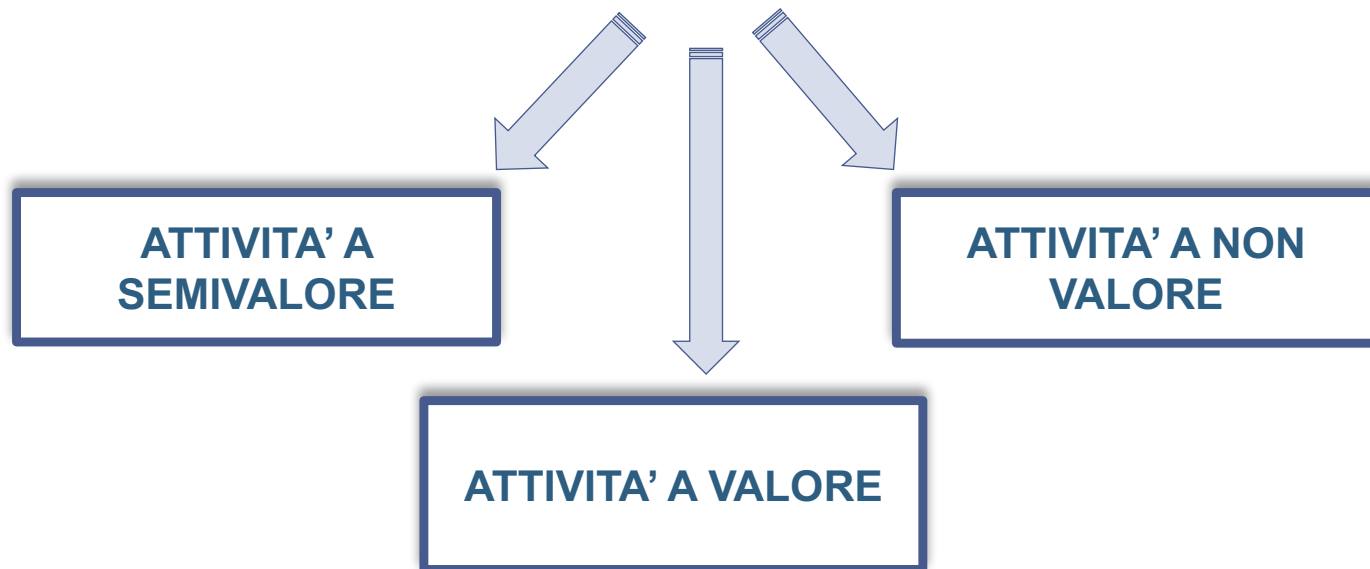 ATTIVITA’ A
SEMIVALORE
ATTIVITA’ A NON
VALORE
ATTIVITA’ A VALORE